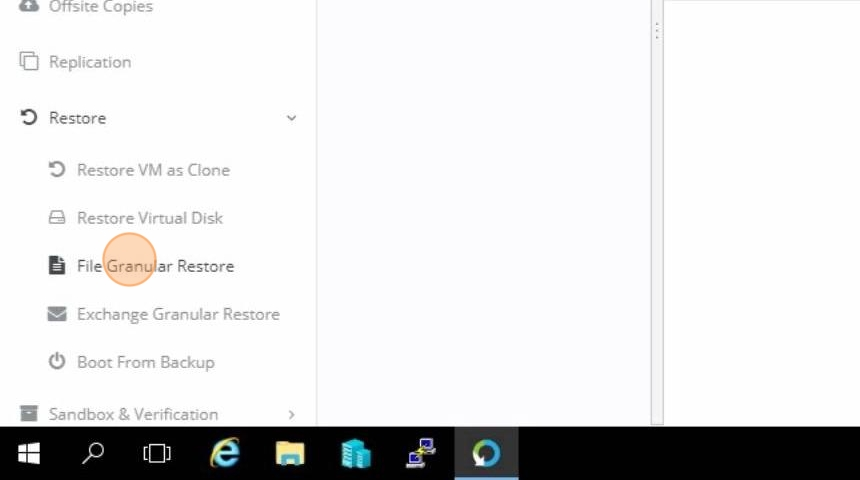 Offsite Copies
Replication
Restore
Restore VM as Clone
Restore Virtual Disk
File Granular Restore
Exchange Granular Restore
Boot From Backup
Sandbox & Verification